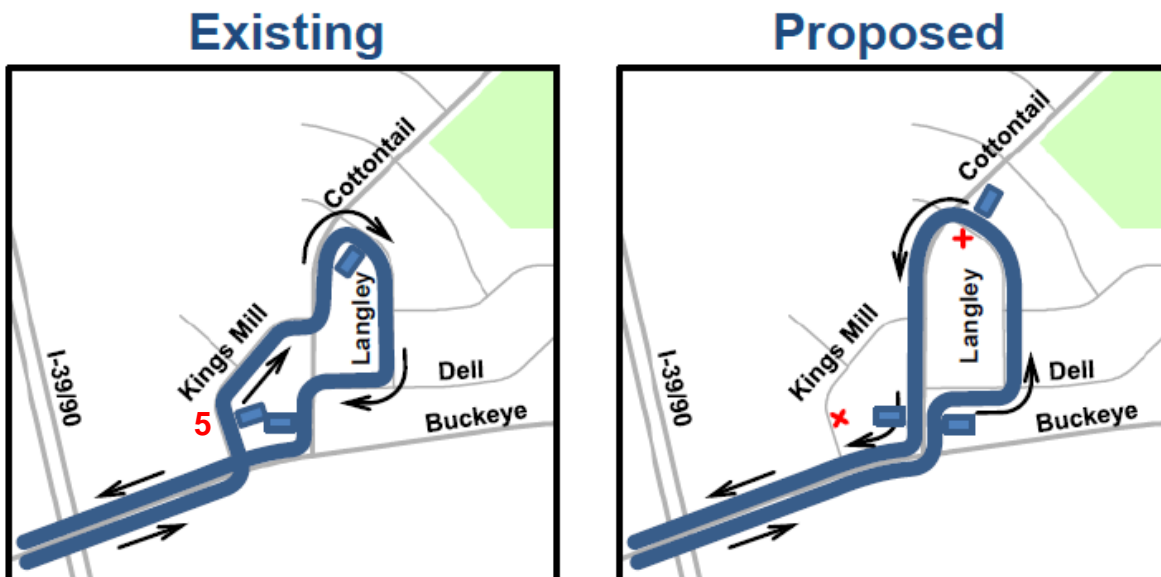 Existing
Cottontail
Kings Mill
Langley
I-39/90
Dell
5
Buckeye
Proposed
Cottontail
Kings Mill
Langley
I-39/90
Dell
Buckeye